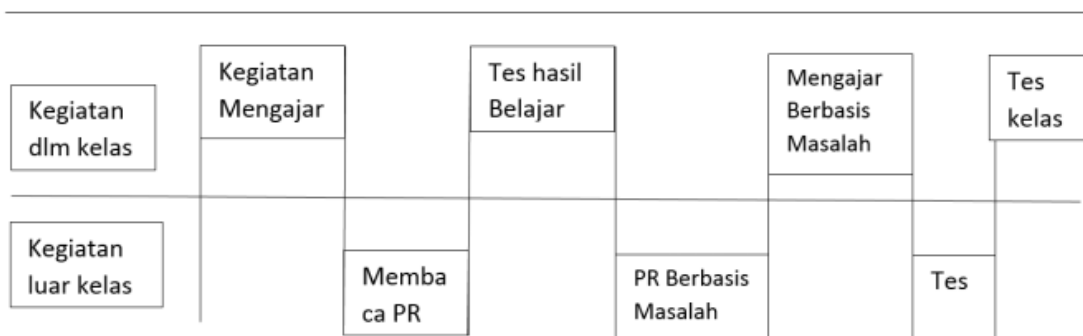 Kegiatan
dlm kelas
Kegiatan
Mengajar
Tes hasil
Belajar
Mengajar
Berbasis
Masalah
Tes
kelas
Kegiatan
luar kelas
Memba
ca PR
PR Berbasis
Masalah
Tes